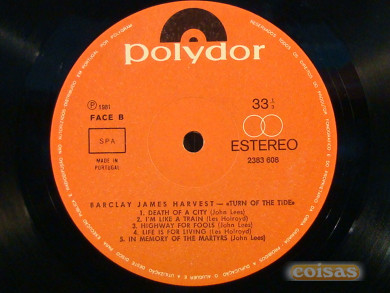 polydor
℗ 1981
FACE B
SPA
MADE IN
PORTUGAL
33 1/3
ESTEREO
2383 608
BARCLAY JAMES HARVEST — «TURN OF THE TIDE»
1. DEATH OF A CITY (John Lees)
2. I'M LIKE A TRAIN (Les Holroyd)
3. HIGHWAY FOR FOOLS (John Lees)
4. LIFE IS FOR LIVING (Les Holroyd)
5. IN MEMORY OF THE MARTYRS (John Lees)
coisas